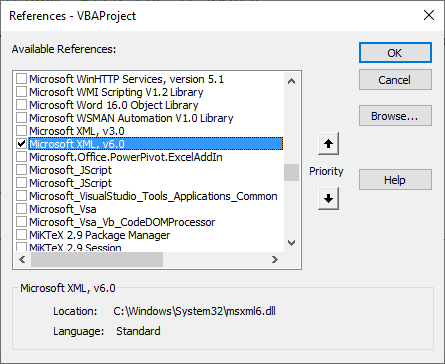 References - VBAProject
Available References:
Microsoft WinHTTP Services, version 5.1
Microsoft WMI Scripting V1.2 Library
Microsoft Word 16.0 Object Library
Microsoft WSMAN Automation V1.0 Library
Microsoft XML, v3.0
Microsoft XML, v6.0
Microsoft.Office.PowerPivot.ExcelAddIn
Microsoft_JScript
Microsoft_JScript
Microsoft_VisualStudio_Tools_Applications_Common
Microsoft_Vsa
Microsoft_Vsa_Vb_CodeDOMProcessor
MiKTeX 2.9 Package Manager
MiKTeX 2.9 Session
OK
Cancel
Browse...
Priority
Help
Microsoft XML, v6.0
Location: C:\Windows\System32\msxml6.dll
Language: Standard